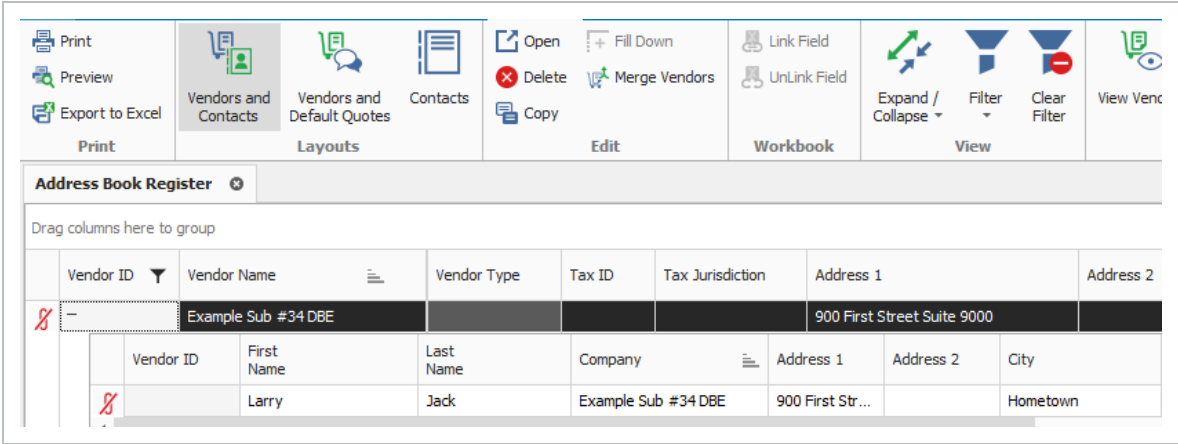 Print
Preview
Export to Excel
Print
Vendors and
Contacts
Vendors and
Default Quotes
Contacts
Layouts
Open
Delete
Copy
Fill Down
Merge Vendors
Edit
Link Field
UnLink Field
Workbook
Expand /
Collapse
Filter
Clear
Filter
View
View Venc
Address Book Register
Drag columns here to group
Vendor ID Vendor Name Vendor Type Tax ID Tax Jurisdiction Address 1 Address 2
Example Sub #34 DBE 900 First Street Suite 9000
Vendor ID First Name Last Name Company Address 1 Address 2 City
Larry Jack Example Sub #34 DBE 900 First Str... Hometown